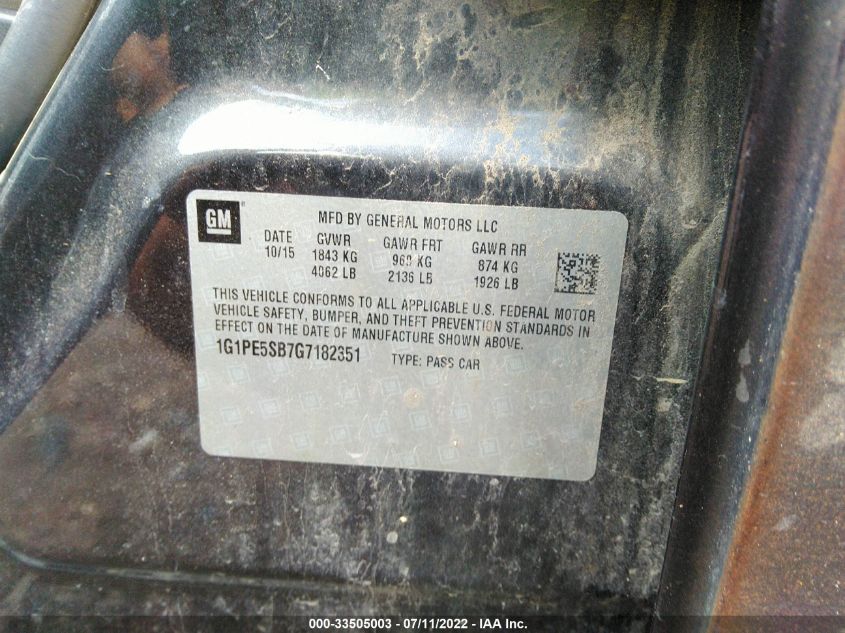 GM
MFD BY GENERAL MOTORS LLC
DATE GVWR GAWR FRT GAWR RR
10/15 1843 KG 969 KG 874 KG
4062 LB 2136 LB 1926 LB
THIS VEHICLE CONFORMS TO ALL APPLICABLE U.S. FEDERAL MOTOR
VEHICLE SAFETY, BUMPER, AND THEFT PREVENTION STANDARDS IN
EFFECT ON THE DATE OF MANUFACTURE SHOWN ABOVE.
1G1PE5SB7G7182351 TYPE: PASS CAR
000-33505003 - 07/11/2022 - IAA Inc.